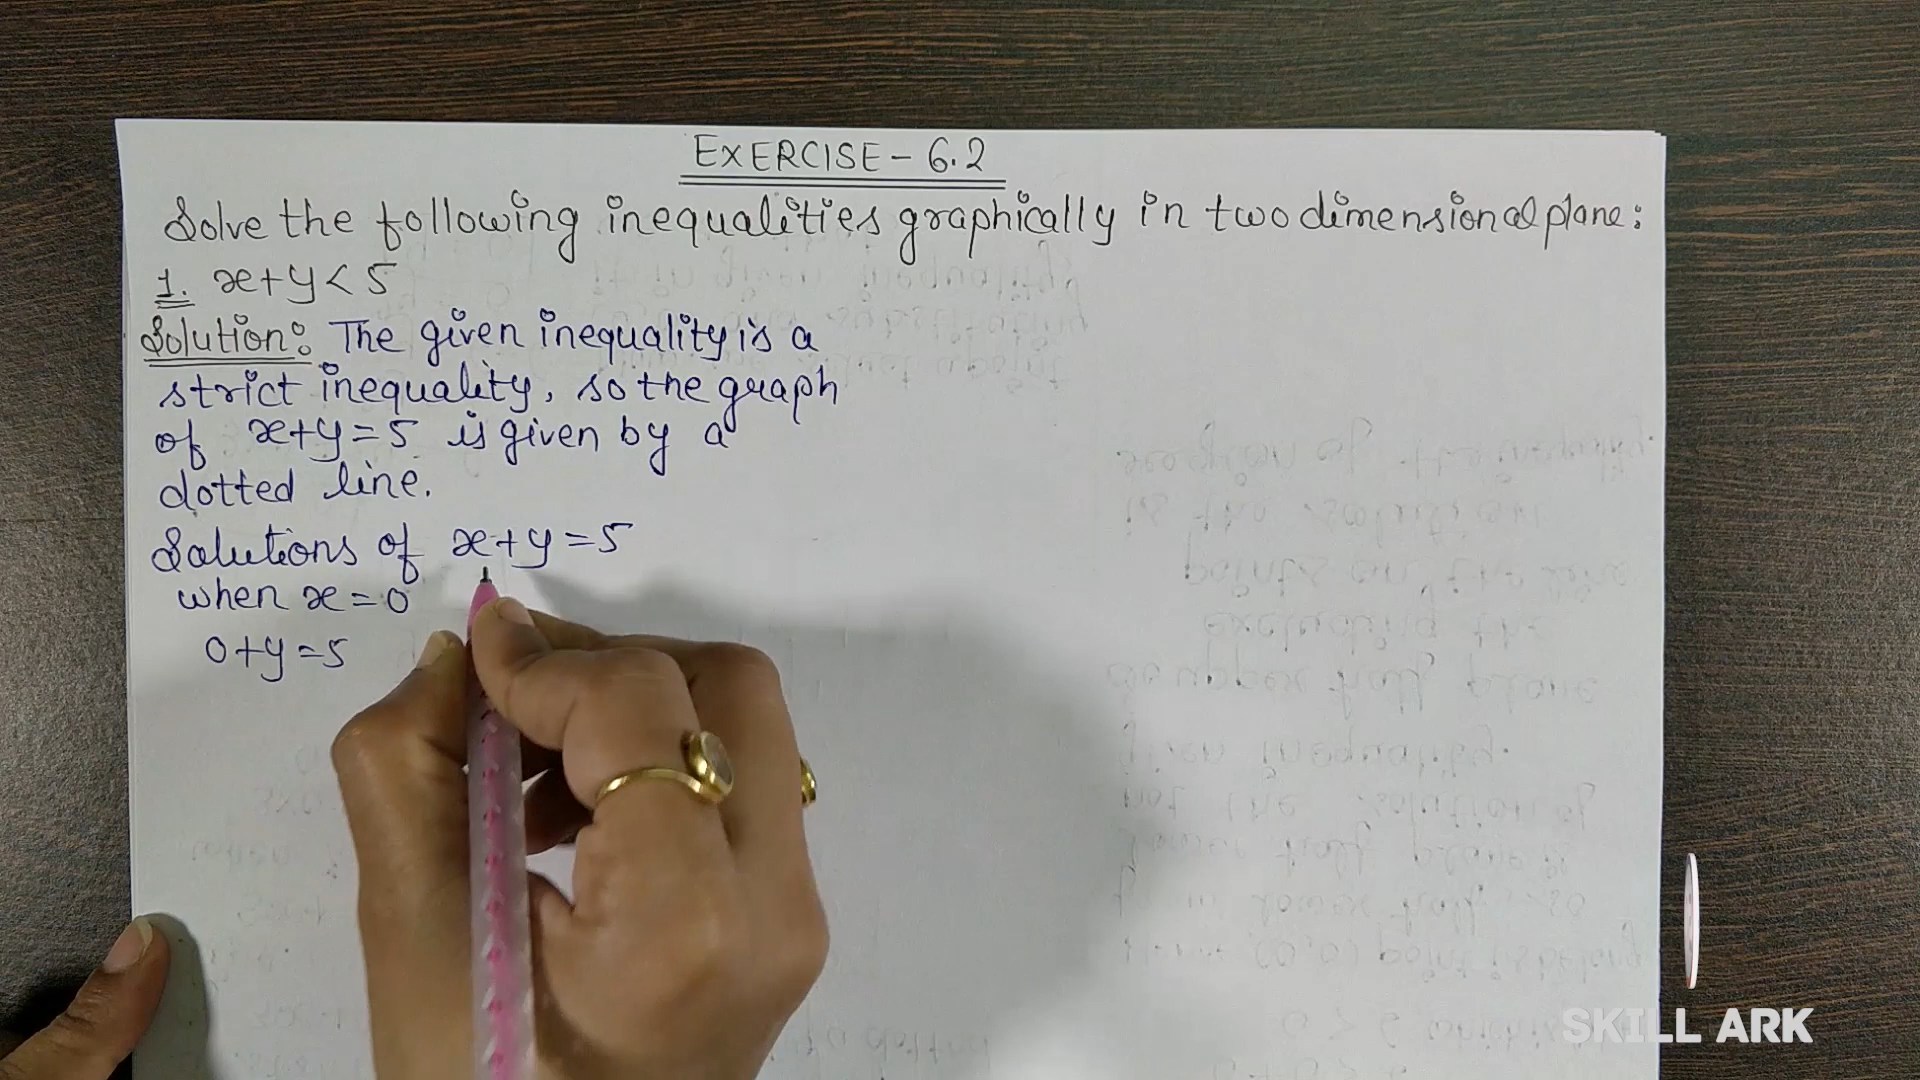 EXERCISE - 6.2
Solve the following inequalities graphically in two dimensional plane:
1. x+y<5
Solution: The given inequality is a
strict inequality, so the graph
of x+y=5 is given by a
dotted line.
Solutions of x+y=5
when x=0
0+y=5
SKILL ARK